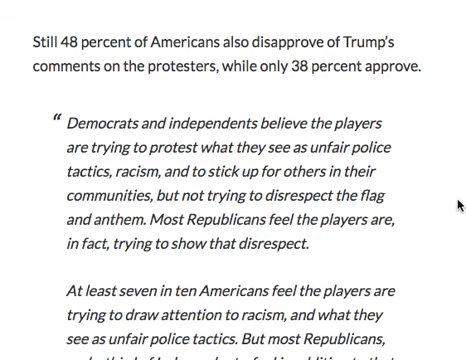 Still 48 percent of Americans also disapprove of Trump's
comments on the protesters, while only 38 percent approve.
“ Democrats and independents believe the players
are trying to protest what they see as unfair police
tactics, racism, and to stick up for others in their
communities, but not trying to disrespect the flag
and anthem. Most Republicans feel the players are,
in fact, trying to show that disrespect.
At least seven in ten Americans feel the players are
trying to draw attention to racism, and what they
see as unfair police tactics. But most Republicans,